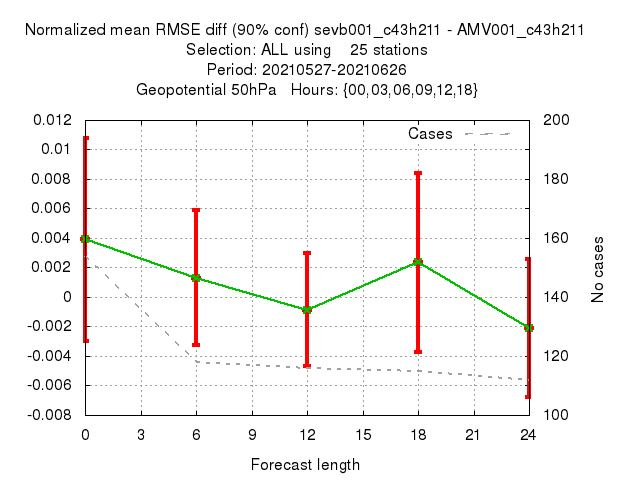 Normalized mean RMSE diff (90% conf) sevb001_c43h211 - AMV001_c43h211
Selection: ALL using    25 stations
Period: 20210527-20210626
Geopotential 50hPa   Hours: {00,03,06,09,12,18}
Cases
0.012
0.01
0.008
0.006
0.004
0.002
0
-0.002
-0.004
-0.006
-0.008
200
180
160
140
120
100
No cases
0 3 6 9 12 15 18 21 24
Forecast length